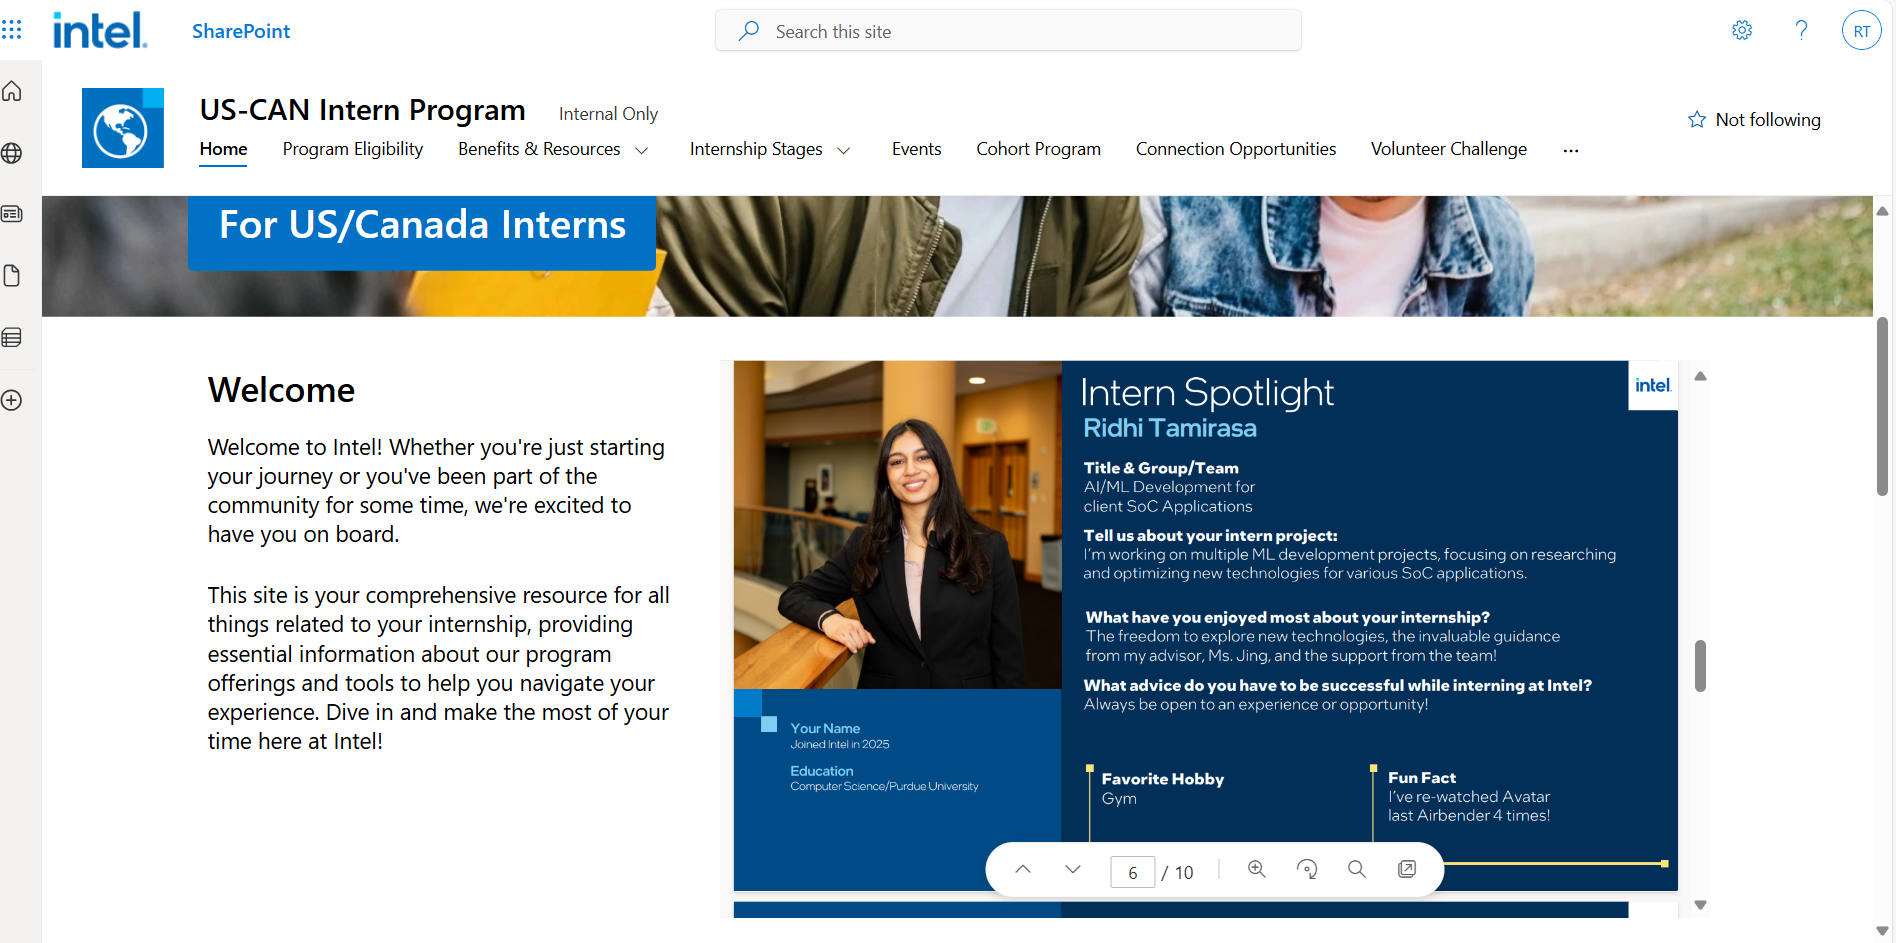 intel.
SharePoint
Search this site
?
RT
US-CAN Intern Program
Internal Only
Not following
Home
Program Eligibility
Benefits & Resources
Internship Stages
Events
Cohort Program
Connection Opportunities
Volunteer Challenge
...
For US/Canada Interns
Welcome
Welcome to Intel! Whether you're just starting
your journey or you've been part of the
community for some time, we're excited to
have you on board.
This site is your comprehensive resource for all
things related to your internship, providing
essential information about our program
offerings and tools to help you navigate your
experience. Dive in and make the most of your
time here at Intel!
Intern Spotlight
intel.
Ridhi Tamirasa
Title & Group/Team
AI/ML Development for
client SoC Applications
Tell us about your intern project:
I'm working on multiple ML development projects, focusing on researching
and optimizing new technologies for various SoC applications.
What have you enjoyed most about your internship?
The freedom to explore new technologies, the invaluable guidance
from my advisor, Ms. Jing, and the support from the team!
What advice do you have to be successful while interning at Intel?
Always be open to an experience or opportunity!
Your Name
Joined Intel in 2025
Education
Computer Science/Purdue University
Favorite Hobby
Gym
Fun Fact
I've re-watched Avatar
last Airbender 4 times!
6 / 10